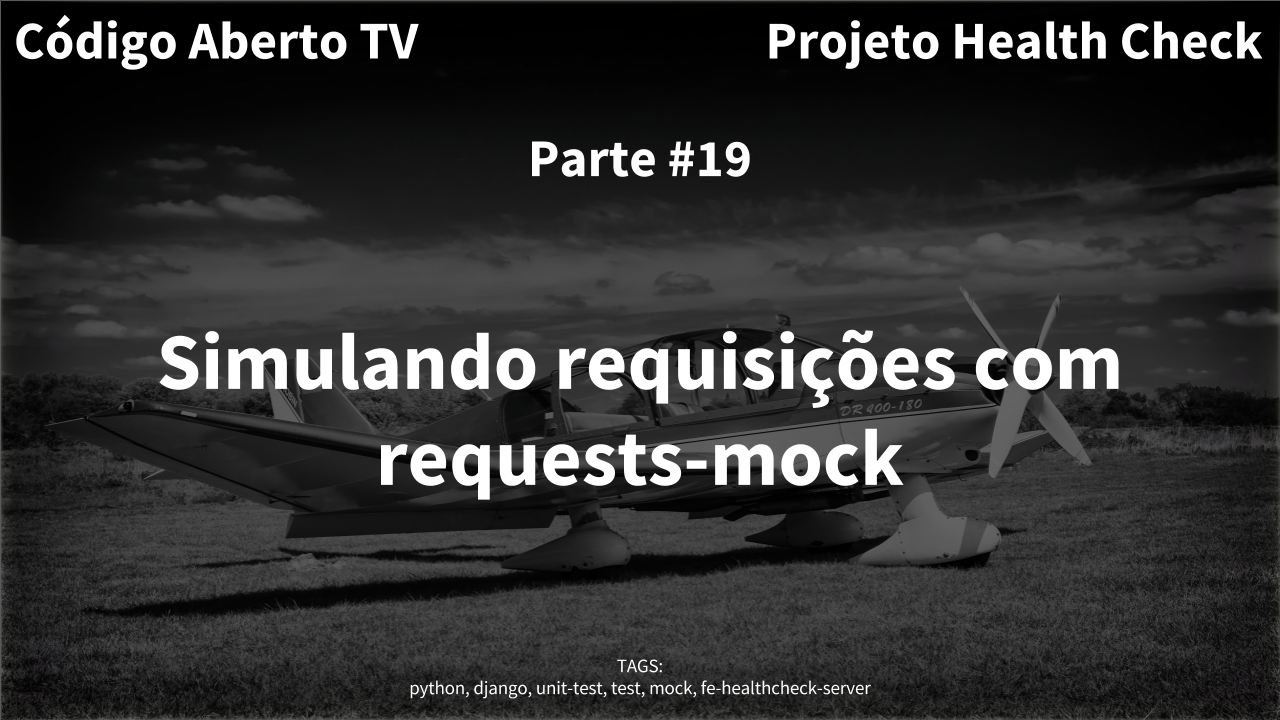 Código Aberto TV
Projeto Health Check
Parte #19
Simulando requisições com
requests-mock
DR 400-180
TAGS:
python, django, unit-test, test, mock, fe-healthcheck-server